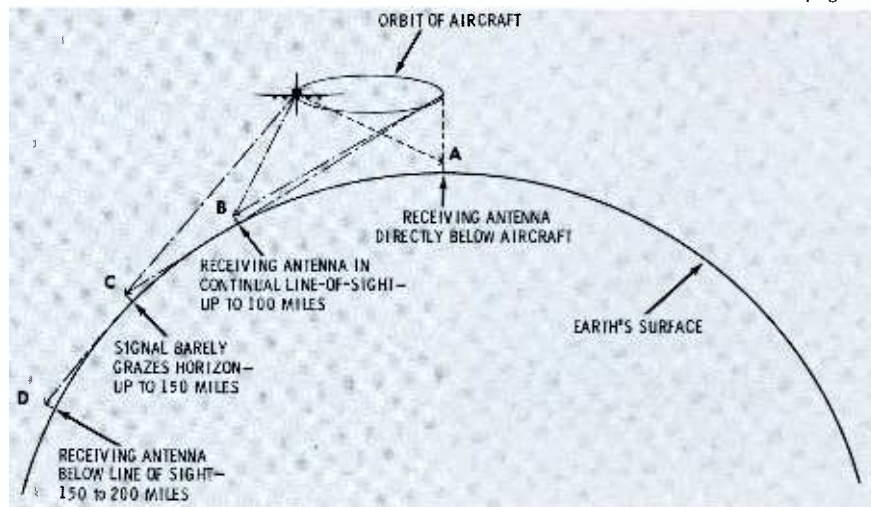 ORBIT OF AIRCRAFT
A
B
RECEIVING ANTENNA
DIRECTLY BELOW AIRCRAFT
RECEIVING ANTENNA IN
CONTINUAL LINE-OF-SIGHT—
UP TO 100 MILES
C
EARTH'S SURFACE
SIGNAL BARELY
GRAZES HORIZON—
UP TO 150 MILES
D
RECEIVING ANTENNA
BELOW LINE OF SIGHT—
150 to 200 MILES